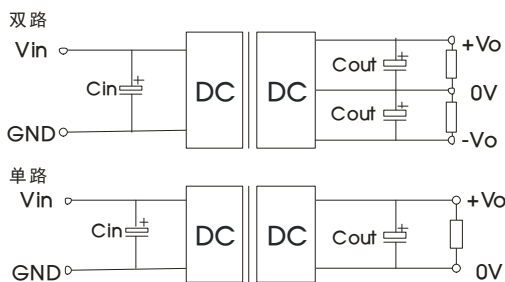 双路
Vin
+Vo
Cout
Cin
DC
DC
0V
Cout
GND
-Vo
单路
Vin
+Vo
Cin
DC
DC
Cout
GND
0V